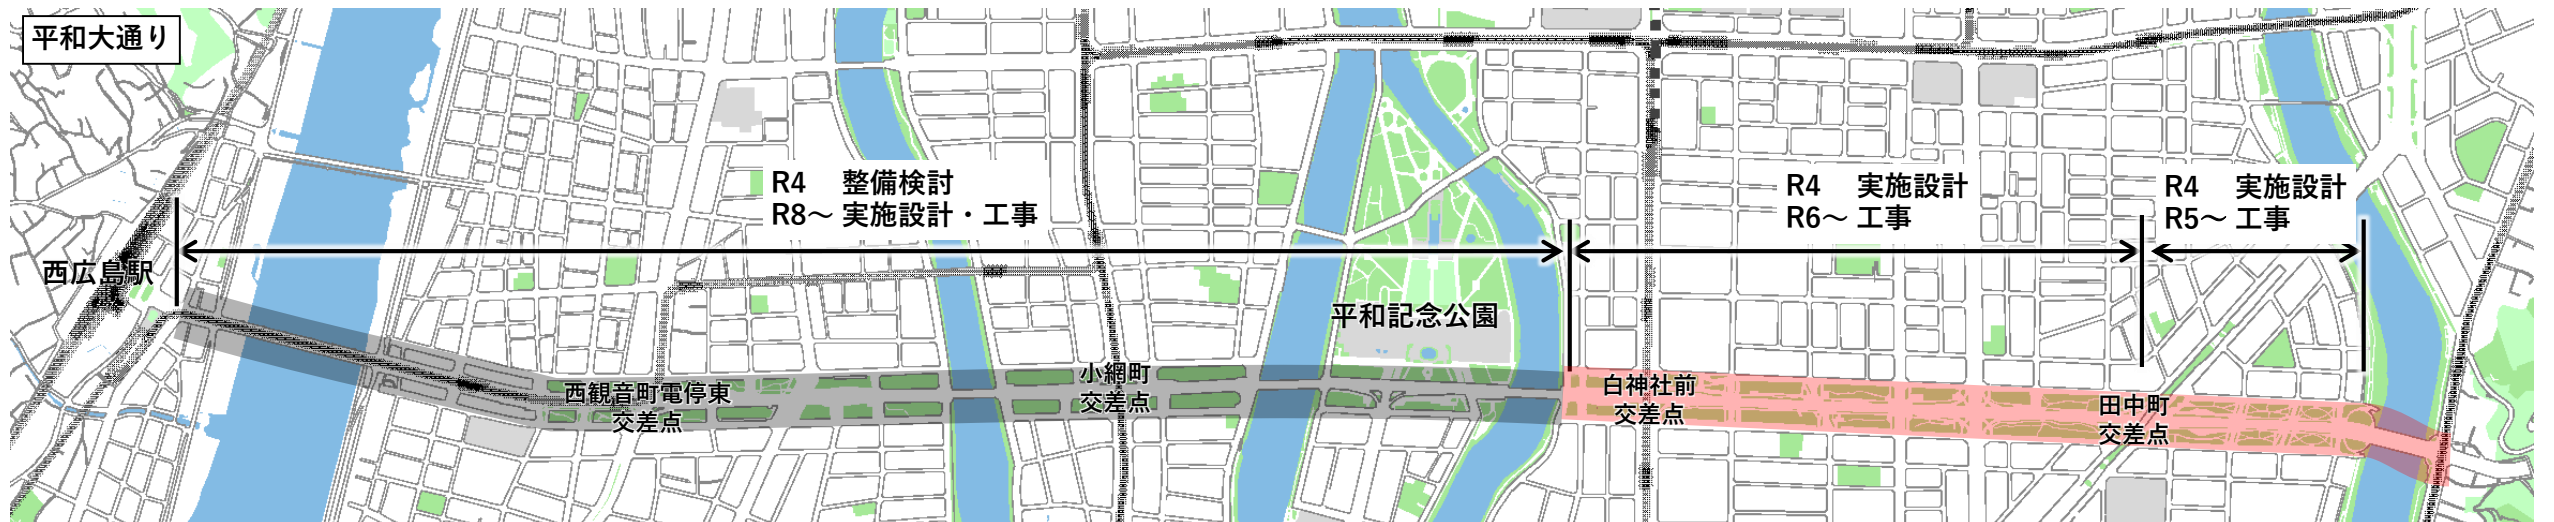 平和大通り
R4　整備検討
R8～ 実施設計・工事
R4　実施設計
R6～ 工事
R4　実施設計
R5～ 工事
西広島駅
平和記念公園
西観音町電停東
交差点
小網町
交差点
白神社前
交差点
田中町
交差点